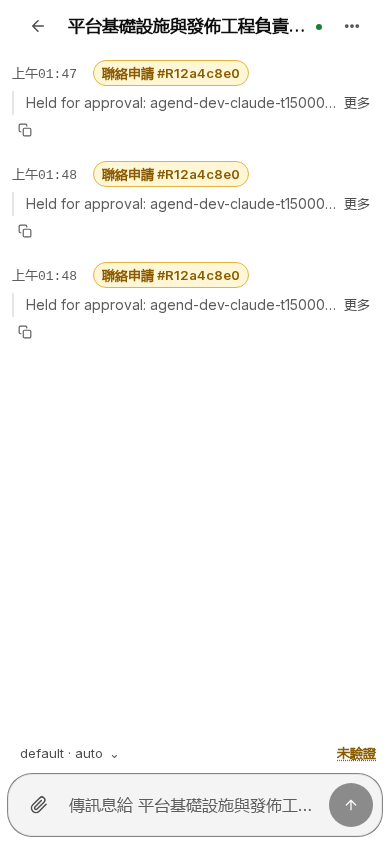 平台基礎設施與發佈工程負責…
上午01:47 聯絡申請 #R12a4c8e0
Held for approval: agend-dev-claude-t15000… 更多
上午01:48 聯絡申請 #R12a4c8e0
Held for approval: agend-dev-claude-t15000… 更多
上午01:48 聯絡申請 #R12a4c8e0
Held for approval: agend-dev-claude-t15000… 更多
default · auto 未驗證
傳訊息給 平台基礎設施與發佈工…